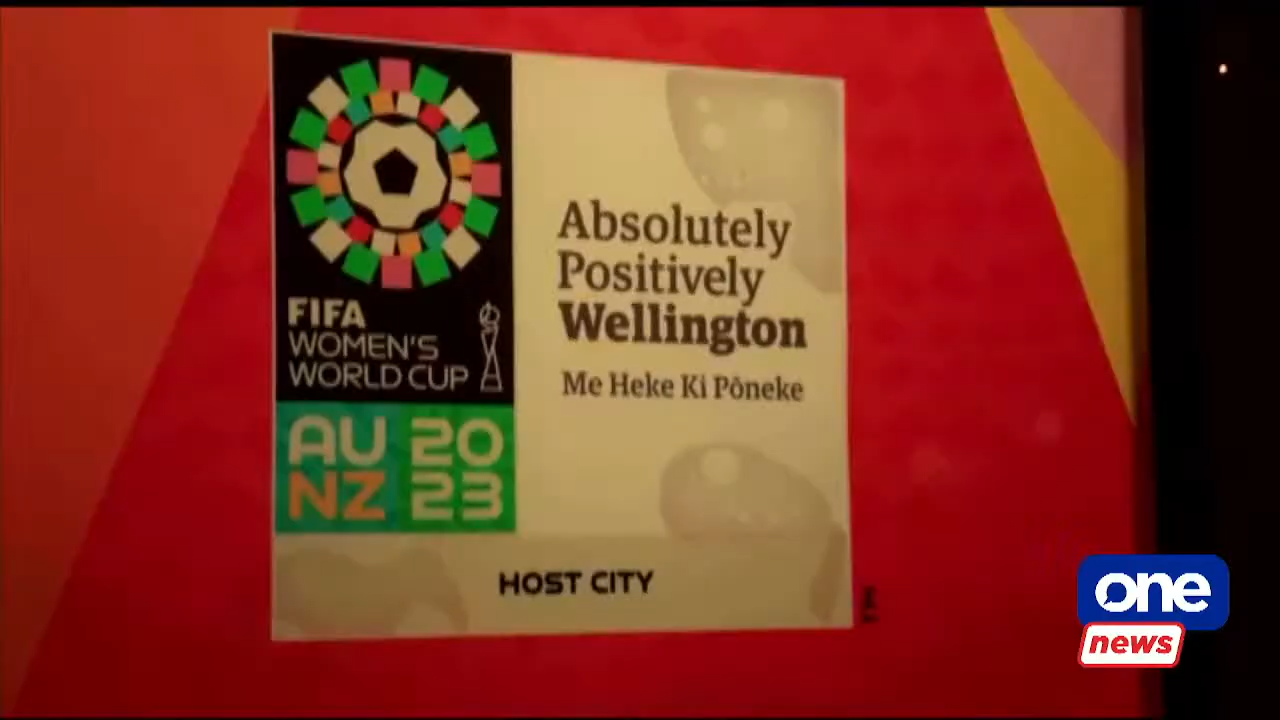 FIFA
WOMEN'S
WORLD CUP
AU 20
NZ 23
Absolutely
Positively
Wellington
Me Heke Ki Pōneke
HOST CITY
one
news